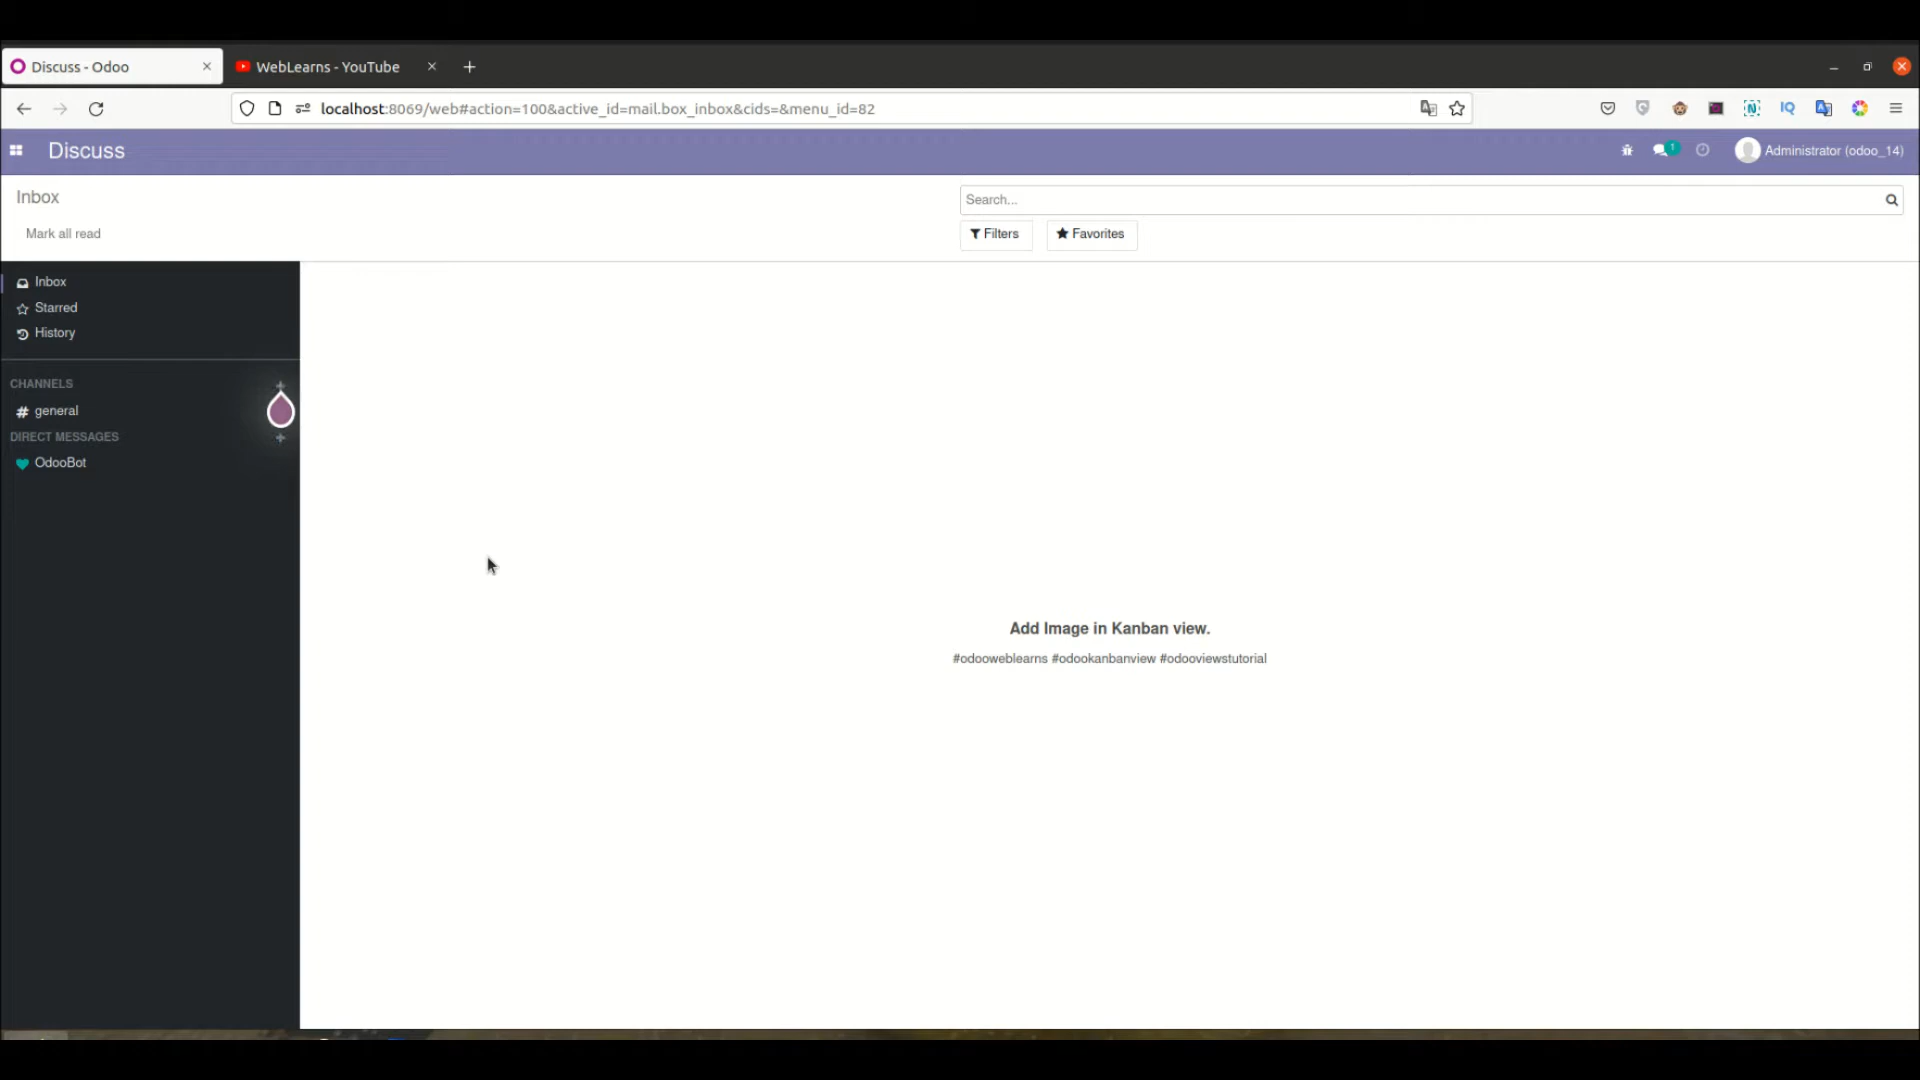 Discuss - Odoo
WebLearns - YouTube
localhost:8069/web#action=100&active_id=mail.box_inbox&cids=&menu_id=82
IQ
Discuss
1
Administrator (odoo_14)
Inbox
Search...
Mark all read
Filters
Favorites
Inbox
Starred
History
CHANNELS
# general
DIRECT MESSAGES
OdooBot
Add Image in Kanban view.
#odooweblearns #odookanbanview #odooviewstutorial